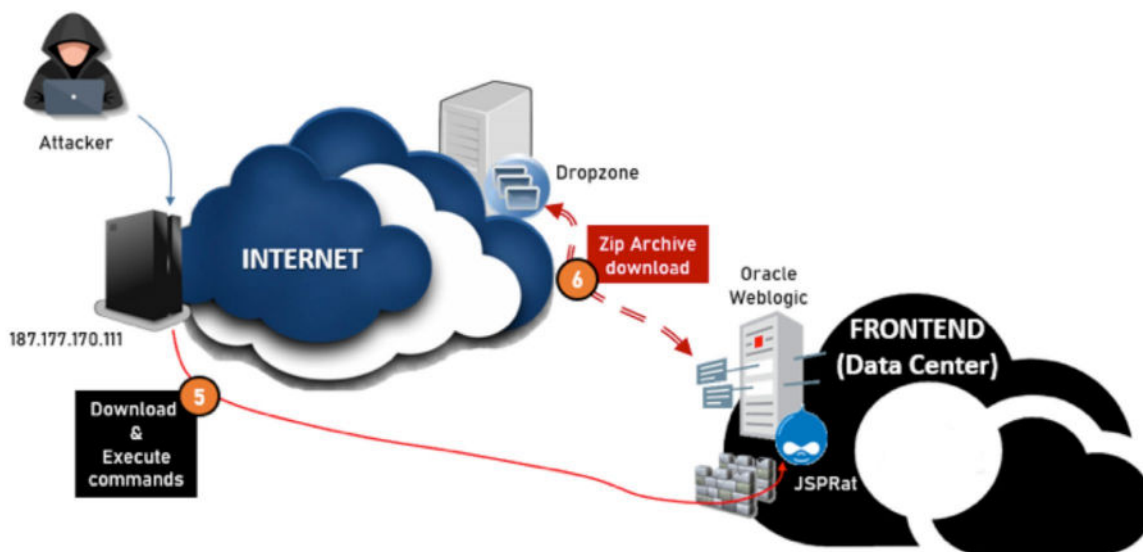 Attacker
Dropzone
INTERNET
Zip Archive
download
6
Oracle
Weblogic
187.177.170.111
FRONTEND
(Data Center)
5
Download
&
Execute
commands
JSPRat